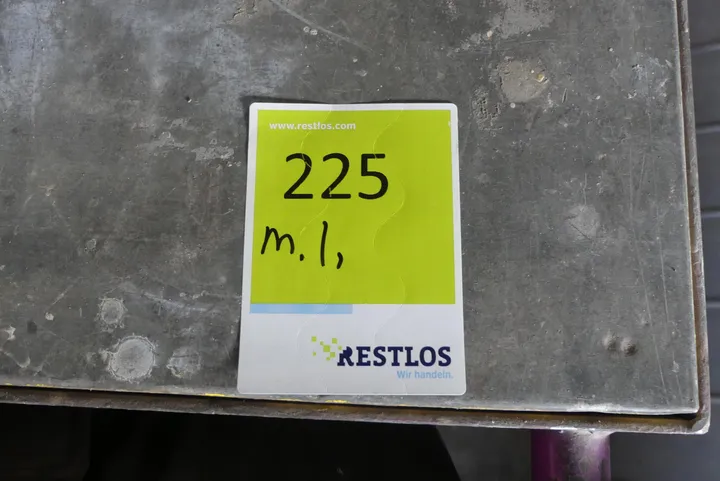 www.restlos.com
225
m. l,
RESTLOS
Wir handeln.